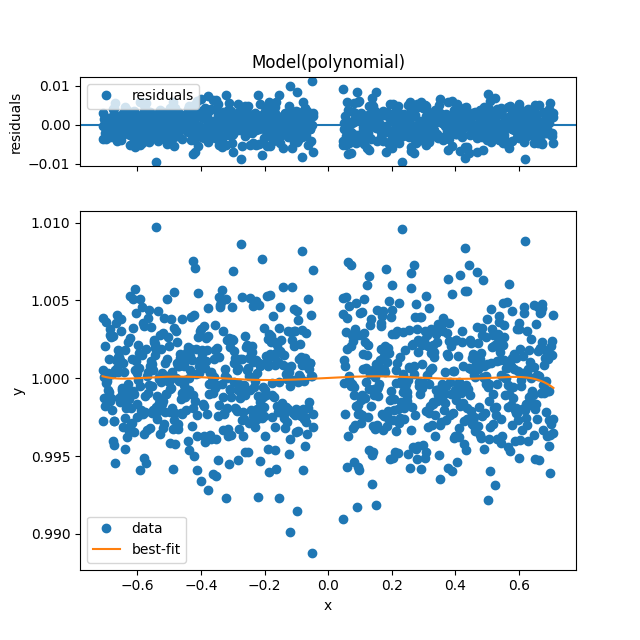 Model(polynomial)
residuals
0.01
0.00
−0.01
residuals
1.010
1.005
1.000
0.995
0.990
y
data
best-fit
−0.6 −0.4 −0.2 0.0 0.2 0.4 0.6
x